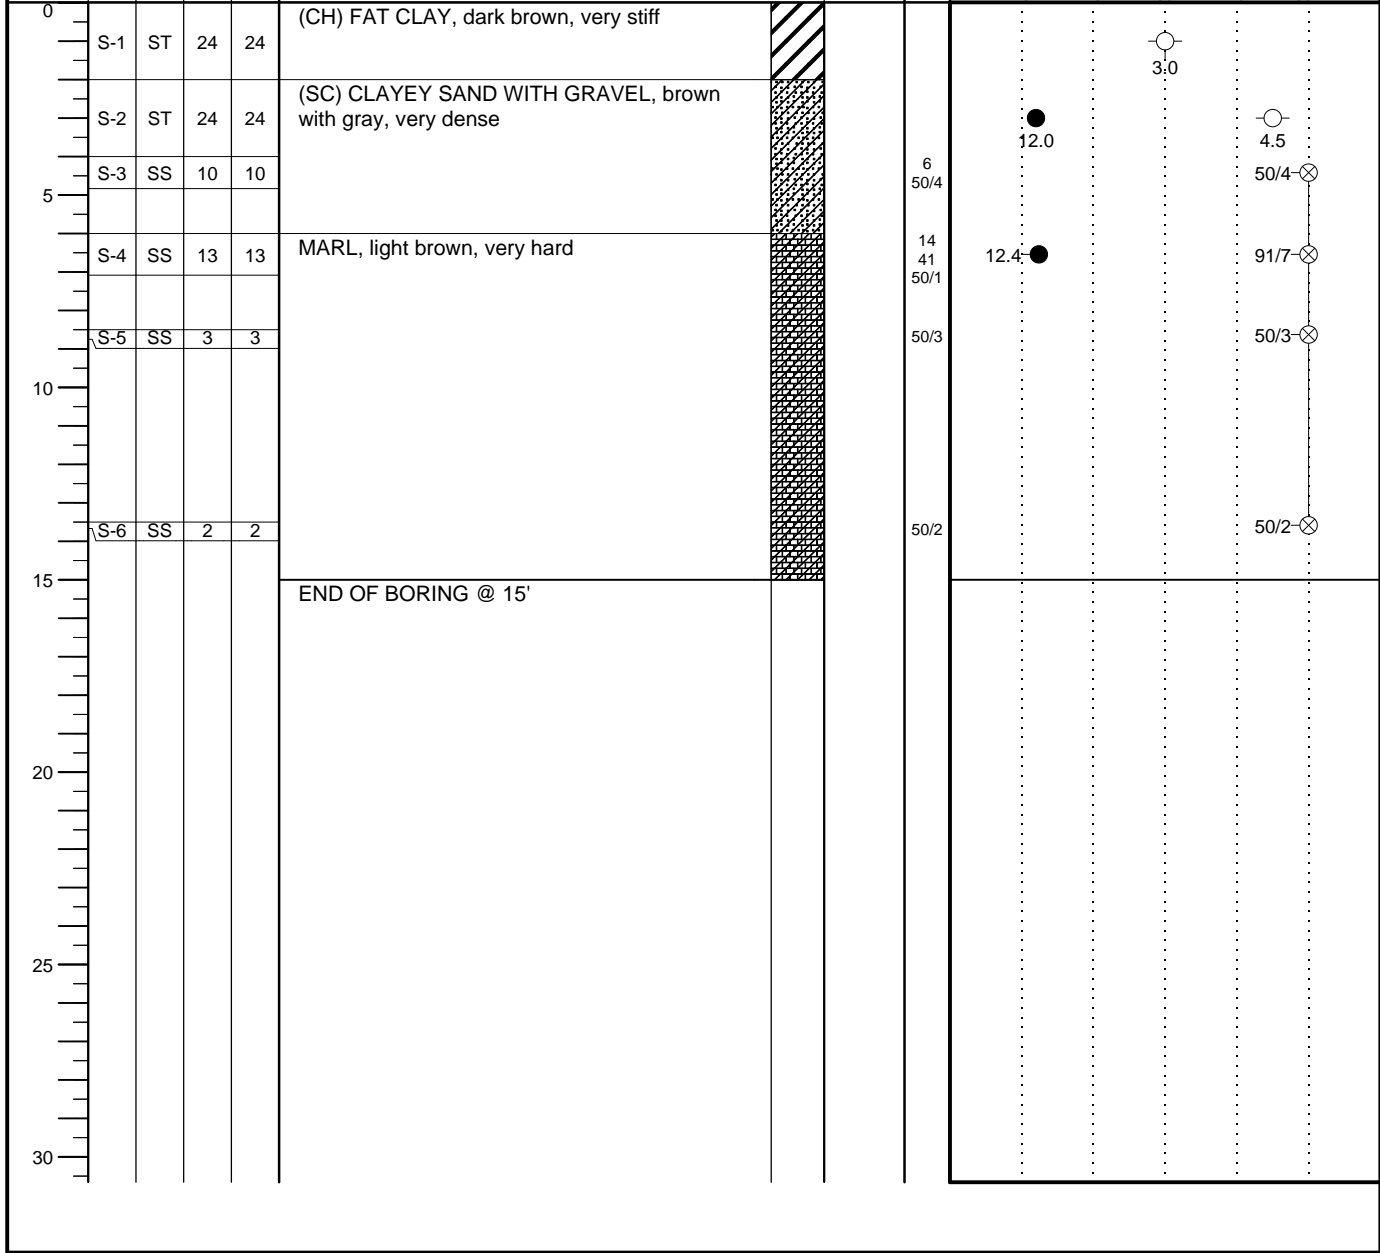 0
(CH) FAT CLAY, dark brown, very stiff
S-1 ST 24 24
3.0
(SC) CLAYEY SAND WITH GRAVEL, brown
S-2 ST 24 24 with gray, very dense
12.0 4.5
6
S-3 SS 10 10 50/4 50/4
5
MARL, light brown, very hard
14
S-4 SS 13 13 41 12.4 91/7
50/1
S-5 SS 3 3 50/3 50/3
10
S-6 SS 2 2 50/2 50/2
15
END OF BORING @ 15'
20
25
30